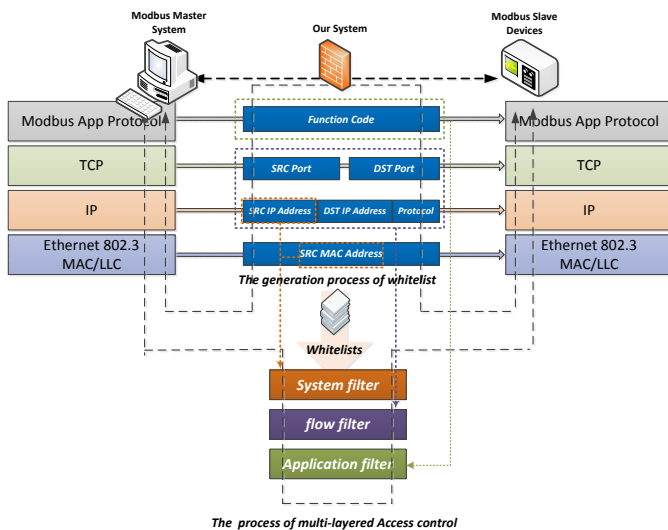 Modbus Master
System
Our System
Modbus Slave
Devices
Modbus App Protocol
Function Code
Modbus App Protocol
TCP
SRC Port
DST Port
TCP
IP
SRC IP Address
DST IP Address
Protocol
IP
Ethernet 802.3
MAC/LLC
SRC MAC Address
Ethernet 802.3
MAC/LLC
The generation process of whitelist
Whitelists
System filter
flow filter
Application filter
The process of multi-layered Access control